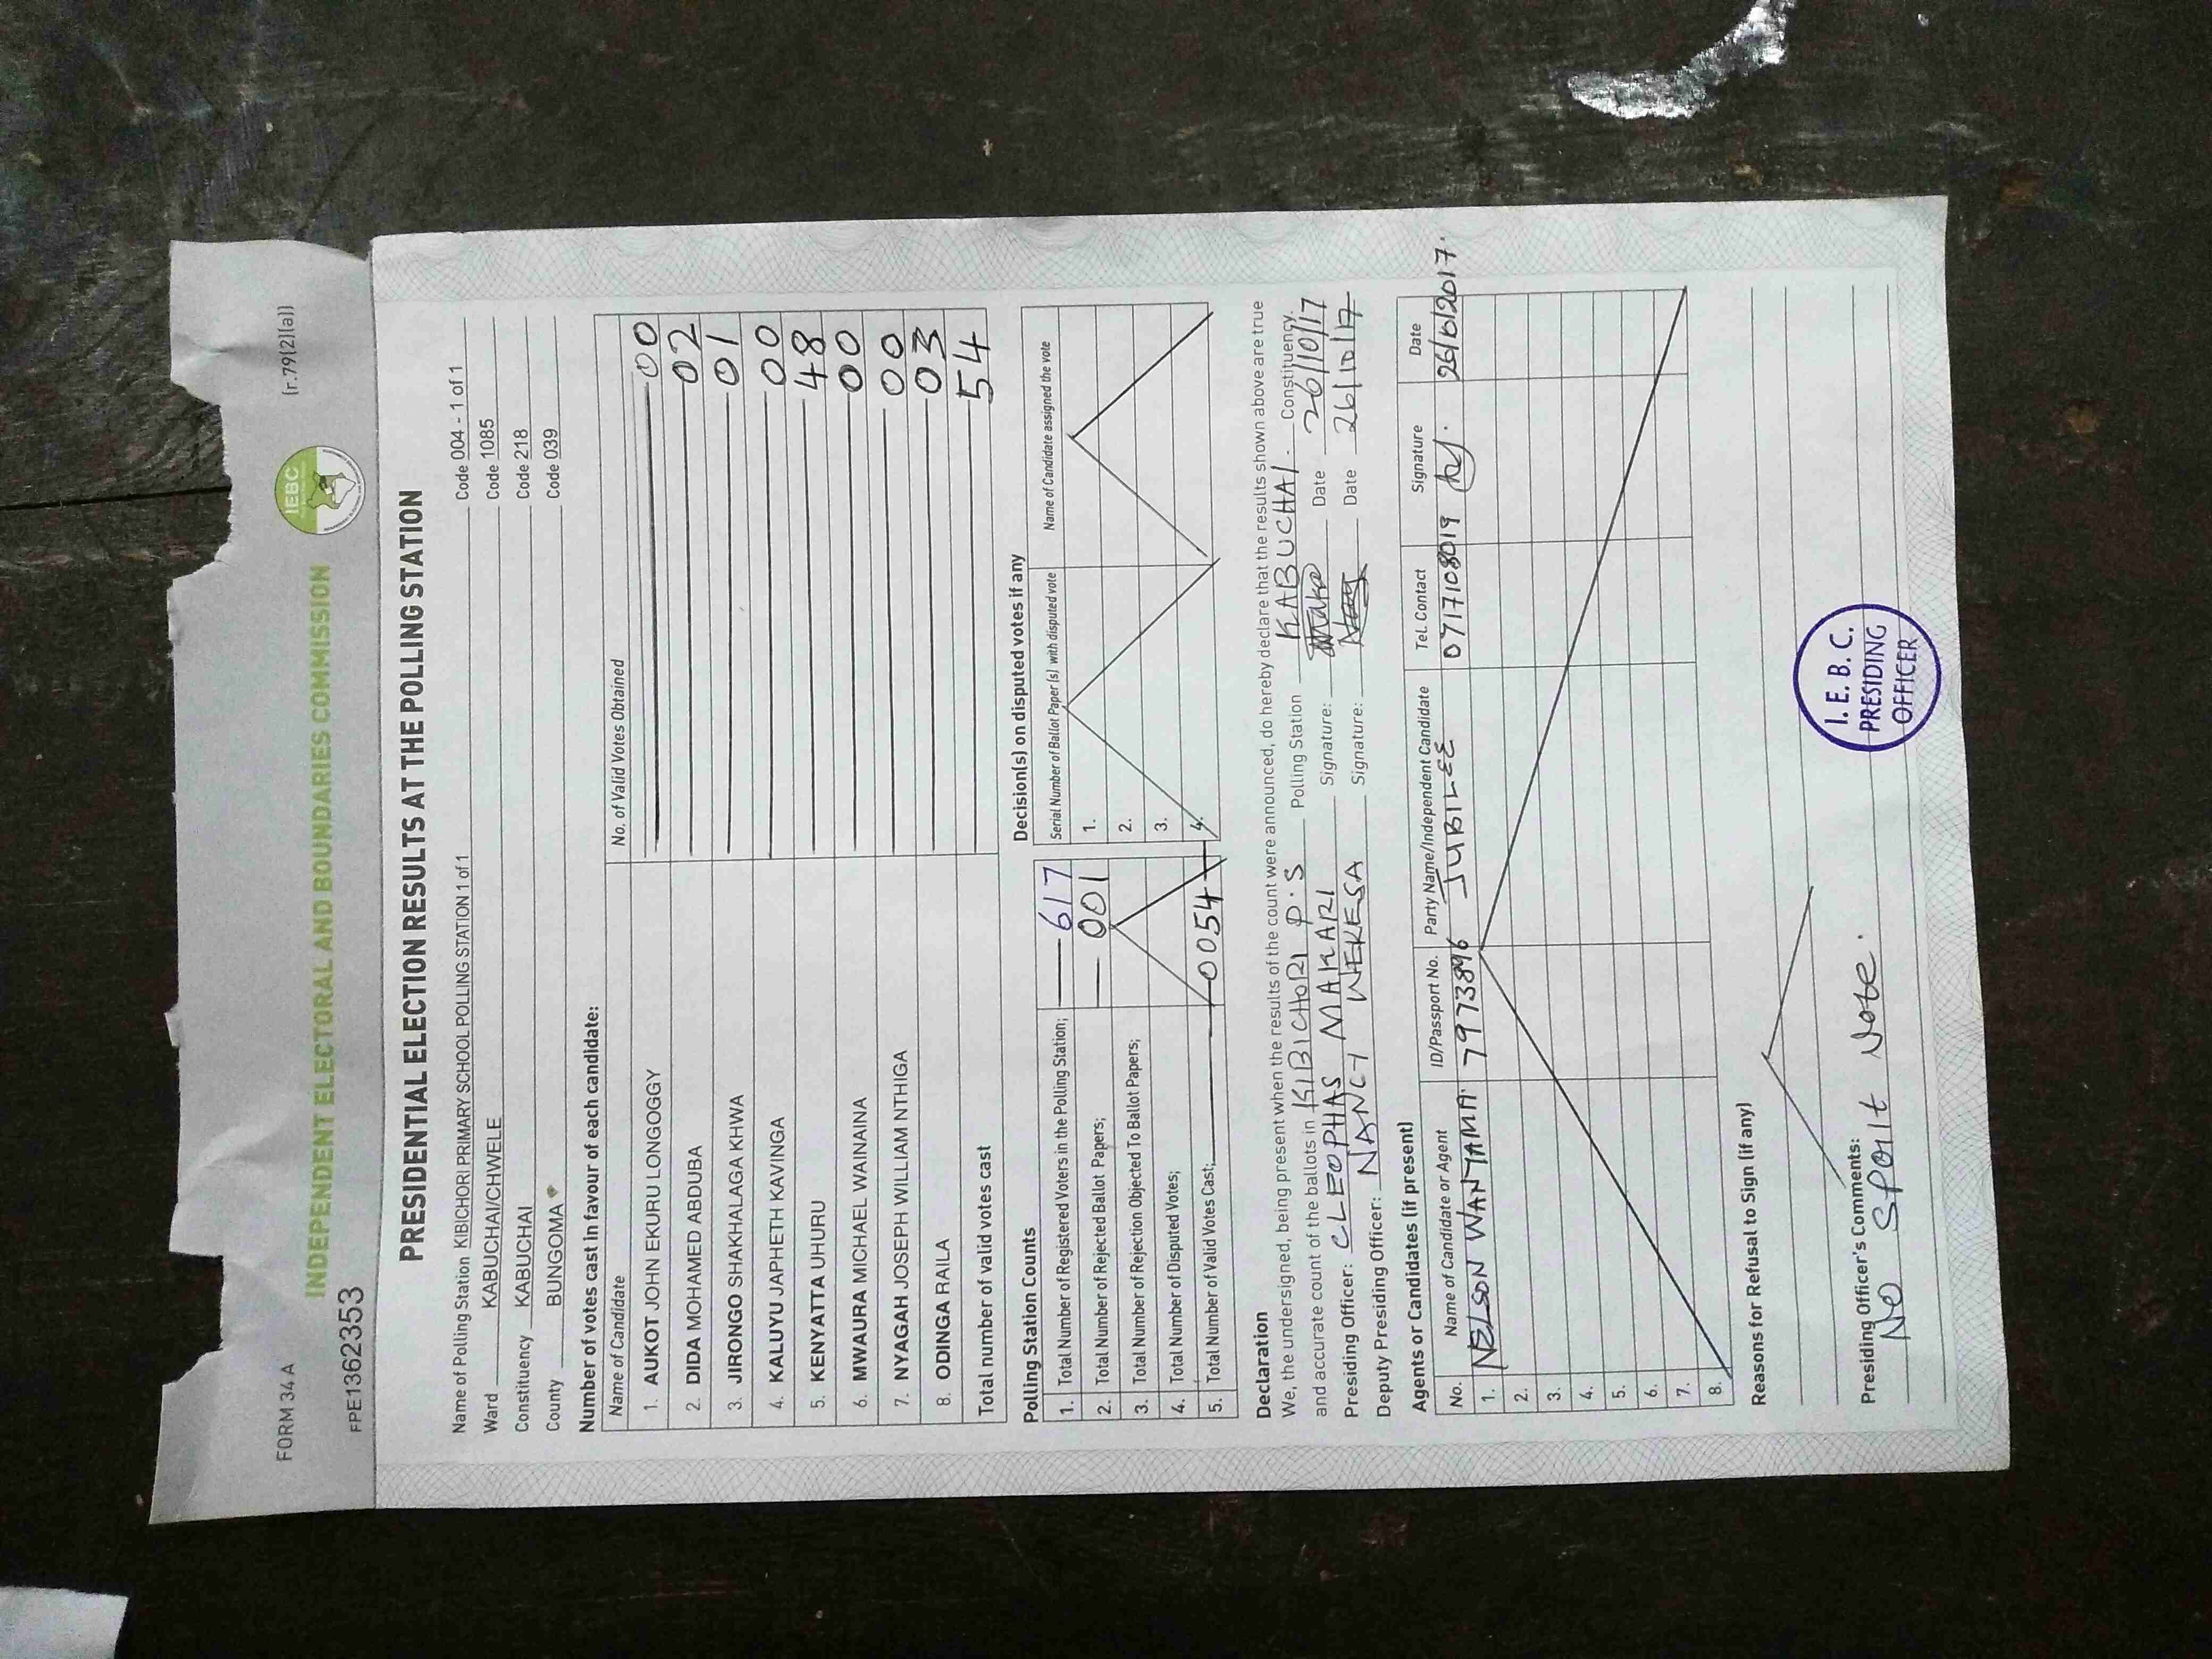 FORM 34 A
(r.79(2)(a))
INDEPENDENT ELECTORAL AND BOUNDARIES COMMISSION
IEBC
FPE1362353
PRESIDENTIAL ELECTION RESULTS AT THE POLLING STATION
Name of Polling Station KIBICHORI PRIMARY SCHOOL POLLING STATION 1 of 1 Code 004 - 1 of 1
Ward KABUCHAI/CHWELE Code 1085
Constituency KABUCHAI Code 218
County BUNGOMA Code 039
Number of votes cast in favour of each candidate:
Name of Candidate No. of Valid Votes Obtained
1. AUKOT JOHN EKURU LONGOGGY 00
2. DIDA MOHAMED ABDUBA 02
3. JIRONGO SHAKHALAGA KHWA 01
4. KALUYU JAPHETH KAVINGA 00
5. KENYATTA UHURU 48
6. MWAURA MICHAEL WAINAINA 00
7. NYAGAH JOSEPH WILLIAM NTHIGA 00
8. ODINGA RAILA 03
Total number of valid votes cast 54
Polling Station Counts
1. Total Number of Registered Voters in the Polling Station; 617
2. Total Number of Rejected Ballot Papers; 001
3. Total Number of Rejection Objected To Ballot Papers;
4. Total Number of Disputed Votes;
5. Total Number of Valid Votes Cast; 0054
Decision(s) on disputed votes if any
Serial Number of Ballot Paper (s) with disputed vote Name of Candidate assigned the vote
1.
2.
3.
4.
Declaration
We, the undersigned, being present when the results of the count were announced, do hereby declare that the results shown above are true
and accurate count of the ballots in KIBICHORI P.S Polling Station KABUCHAI Constituency.
Presiding Officer: CLEOPHAS MAKARI Signature: Date 26/10/17
Deputy Presiding Officer: NANCY WEKESA Signature: Date 26/10/17
Agents or Candidates (if present)
No. Name of Candidate or Agent ID/Passport No. Party Name/Independent Candidate Tel. Contact Signature Date
1. NELSON WANYAMA. 7973896 JUBILEE 0717108019 26/10/2017.
2.
3.
4.
5.
6.
7.
8.
Reasons for Refusal to Sign (if any)
Presiding Officer's Comments:
No SPoilt Note.
I. E. B. C.
PRESIDING
OFFICER